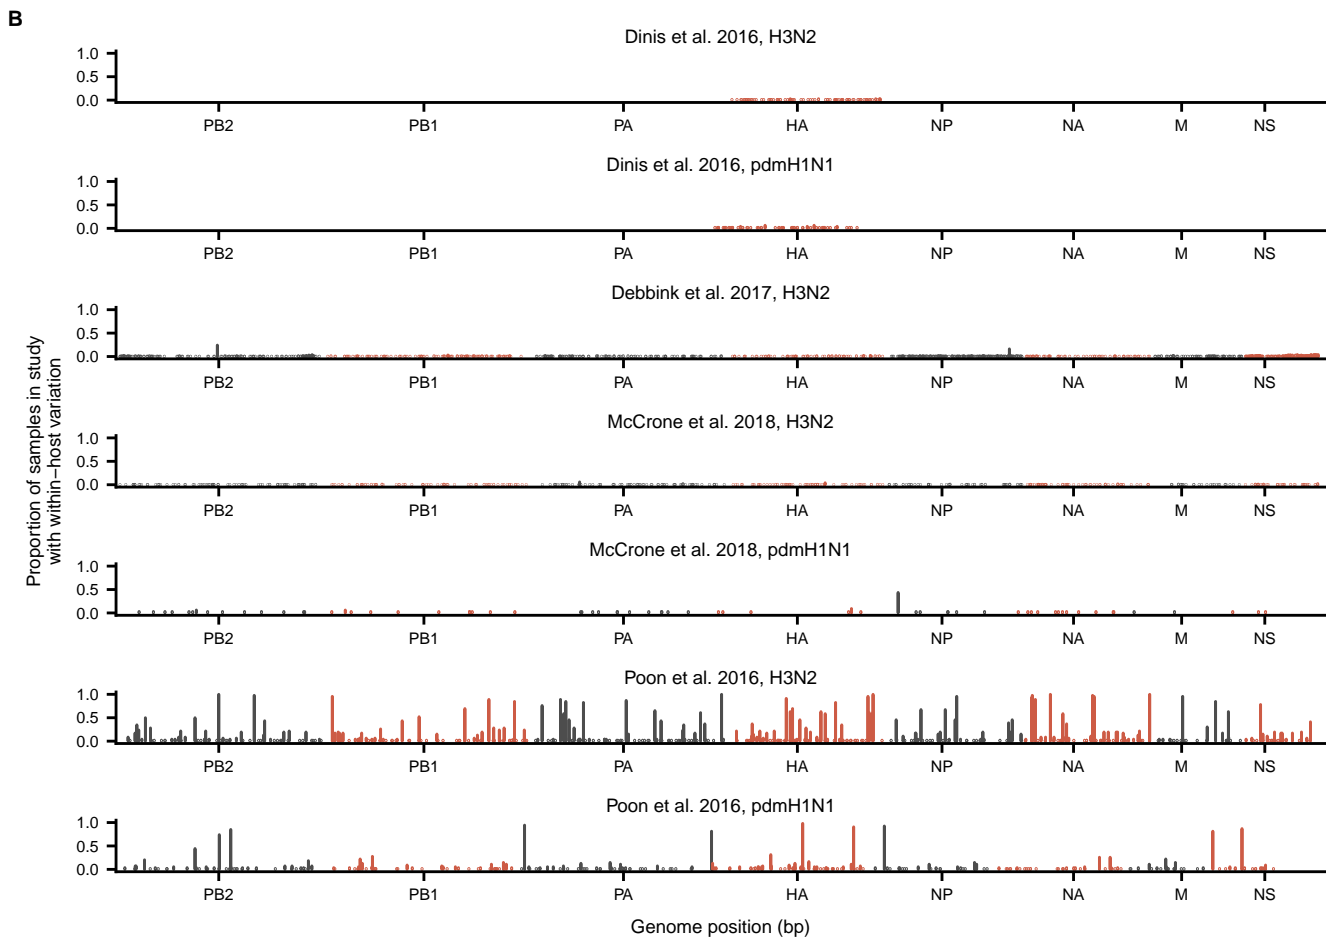 B
Dinis et al. 2016, H3N2
1.0
0.5
0.0
PB2 PB1 PA HA NP NA M NS
Dinis et al. 2016, pdmH1N1
1.0
0.5
0.0
PB2 PB1 PA HA NP NA M NS
Debbink et al. 2017, H3N2
1.0
0.5
0.0
PB2 PB1 PA HA NP NA M NS
McCrone et al. 2018, H3N2
1.0
0.5
0.0
PB2 PB1 PA HA NP NA M NS
McCrone et al. 2018, pdmH1N1
1.0
0.5
0.0
PB2 PB1 PA HA NP NA M NS
Poon et al. 2016, H3N2
1.0
0.5
0.0
PB2 PB1 PA HA NP NA M NS
Poon et al. 2016, pdmH1N1
1.0
0.5
0.0
PB2 PB1 PA HA NP NA M NS
Genome position (bp)
Proportion of samples in study
with within−host variation